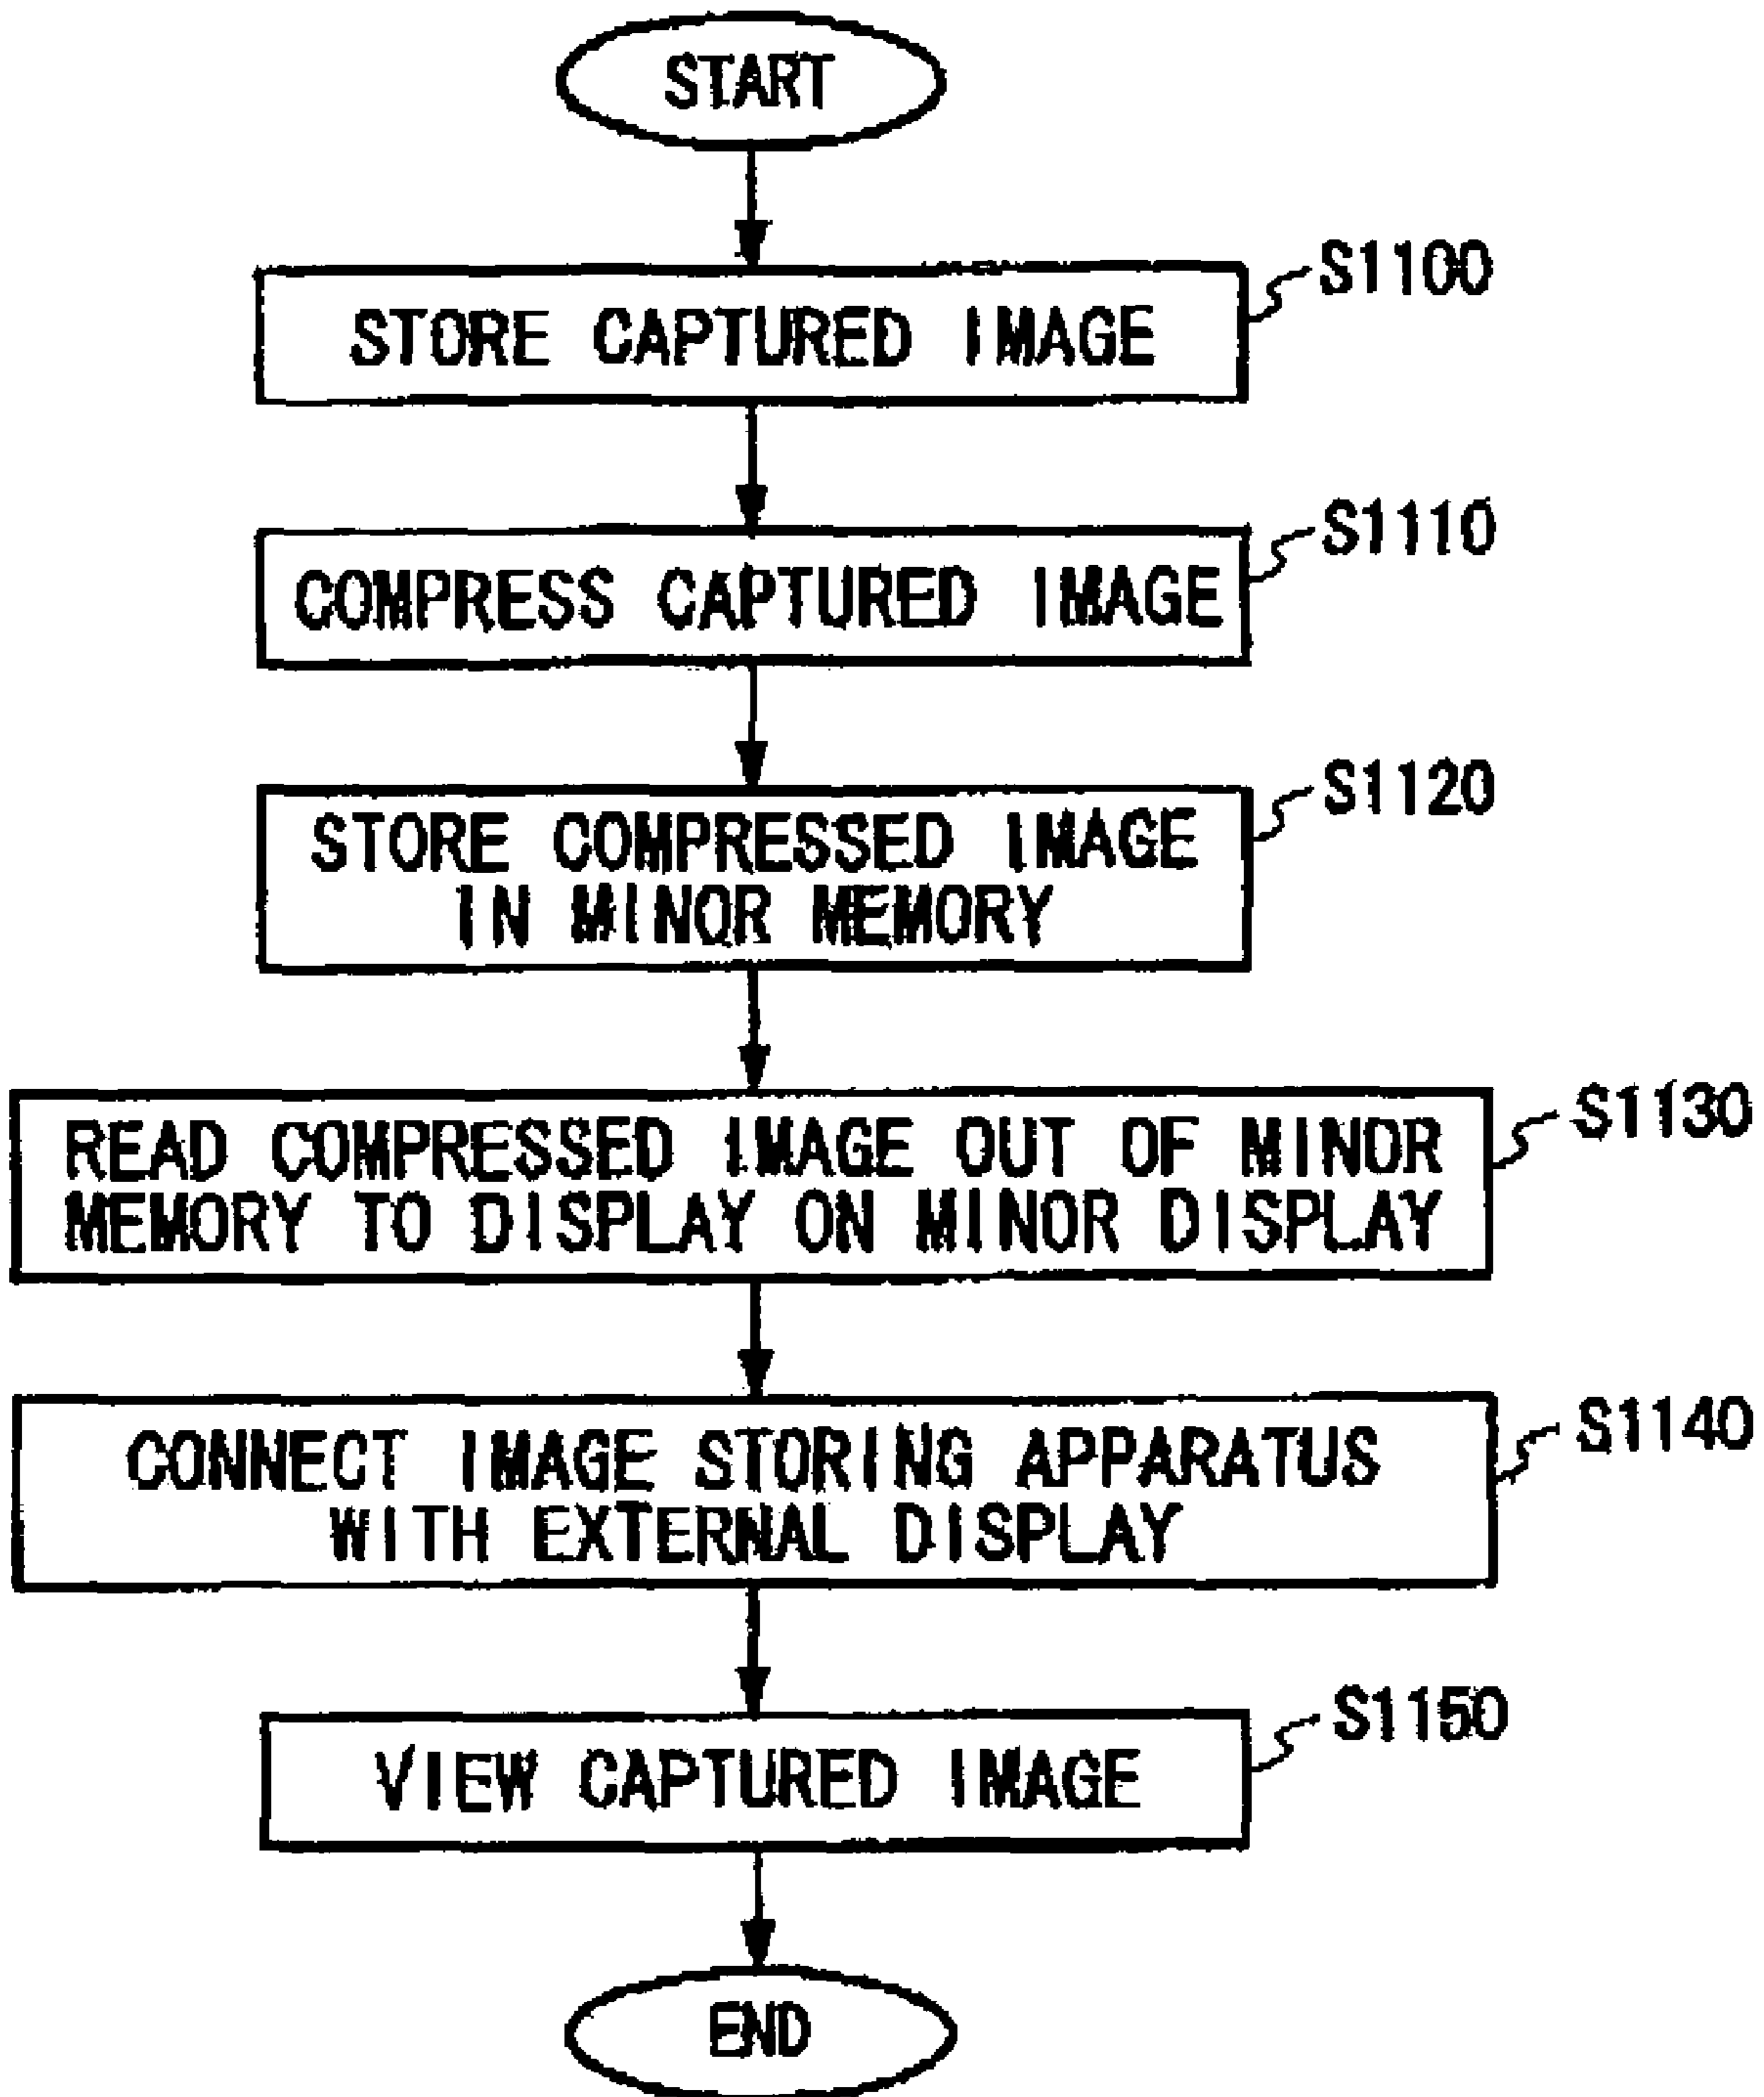 START
S1100
STORE CAPTURED IMAGE
S1110
COMPRESS CAPTURED IMAGE
S1120
STORE COMPRESSED IMAGE
IN MINOR MEMORY
S1130
READ COMPRESSED IMAGE OUT OF MINOR
MEMORY TO DISPLAY ON MINOR DISPLAY
S1140
CONNECT IMAGE STORING APPARATUS
WITH EXTERNAL DISPLAY
S1150
VIEW CAPTURED IMAGE
END